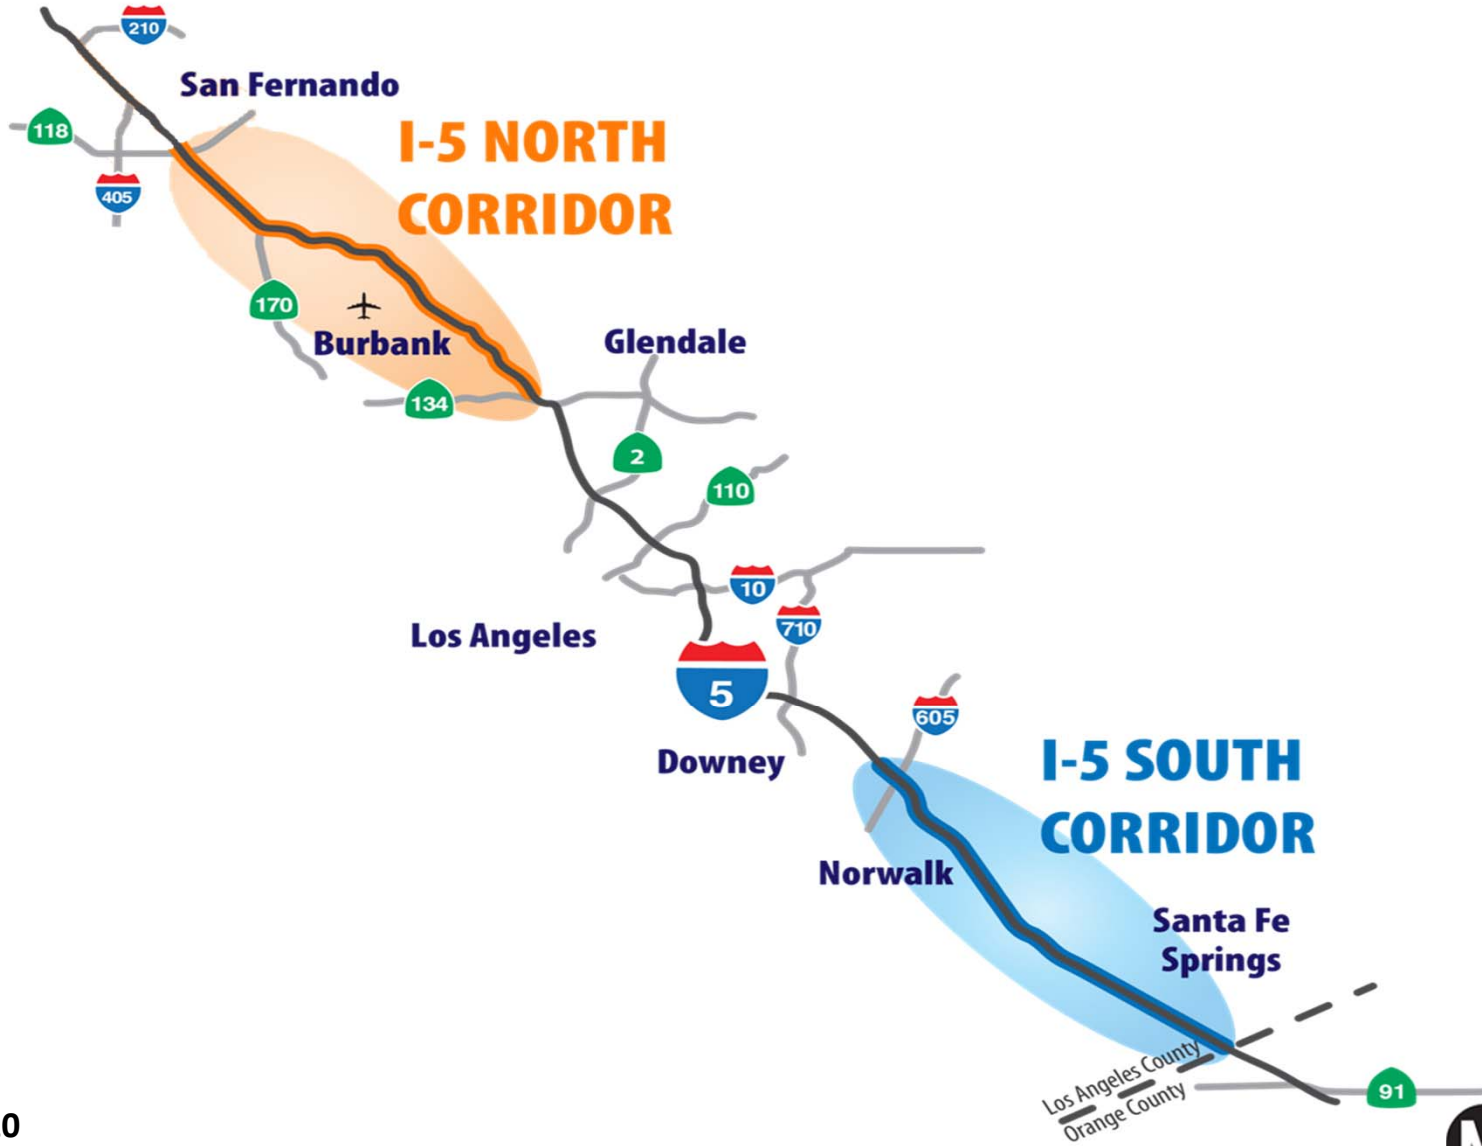 210
San Fernando
118
I-5 NORTH
CORRIDOR
405
170
Burbank
Glendale
134
2
110
10
Los Angeles
710
5
605
Downey
I-5 SOUTH
CORRIDOR
Norwalk
Santa Fe
Springs
Los Angeles County
Orange County
91